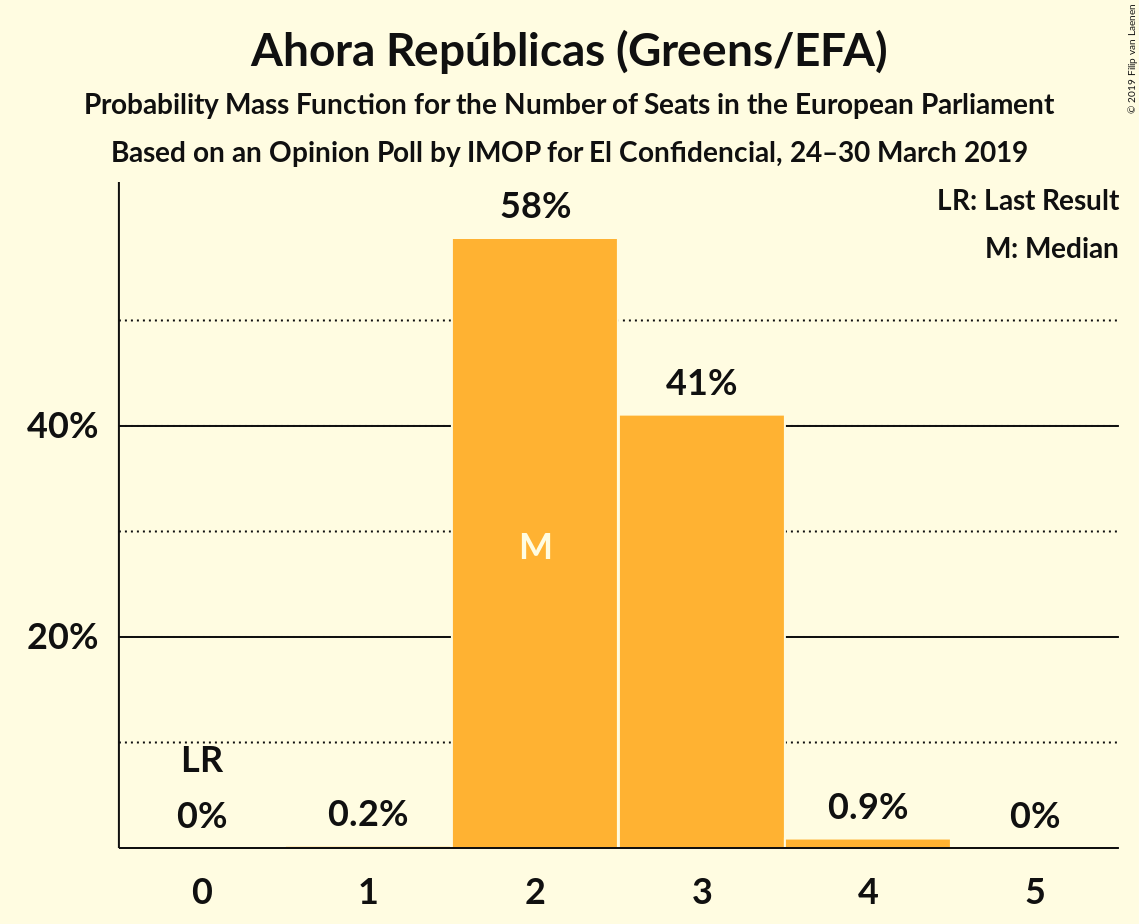 Ahora Repúblicas (Greens/EFA)
Probability Mass Function for the Number of Seats in the European Parliament
Based on an Opinion Poll by IMOP for El Confidencial, 24–30 March 2019
© 2019 Filip van Laenen
LR: Last Result
M: Median
58%
41%
40%
M
20%
LR
0%
0.2%
0.9%
0%
0
1
2
3
4
5